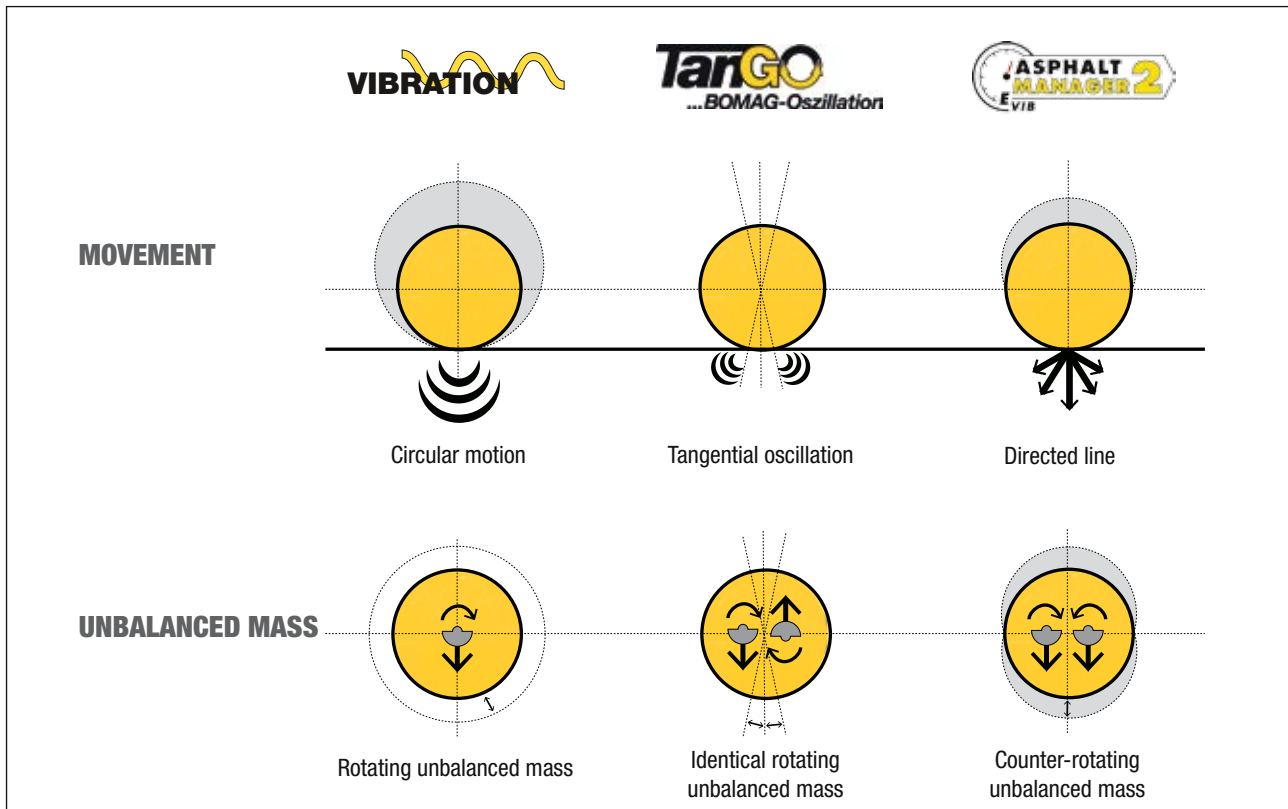 VIBRATION
TanGO
...BOMAG-Oszillation
ASPHALT
MANAGER 2
EVIB
MOVEMENT
Circular motion
Tangential oscillation
Directed line
UNBALANCED MASS
Rotating unbalanced mass
Identical rotating
unbalanced mass
Counter-rotating
unbalanced mass